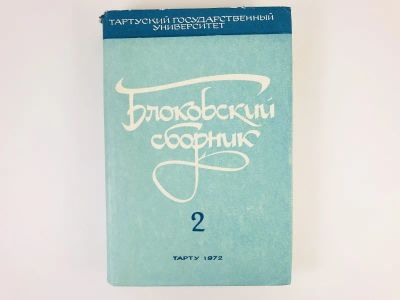 ТАРТУСКИЙ ГОСУДАРСТВЕННЫЙ
УНИВЕРСИТЕТ
Блоковский
сборник
2
ТАРТУ 1972